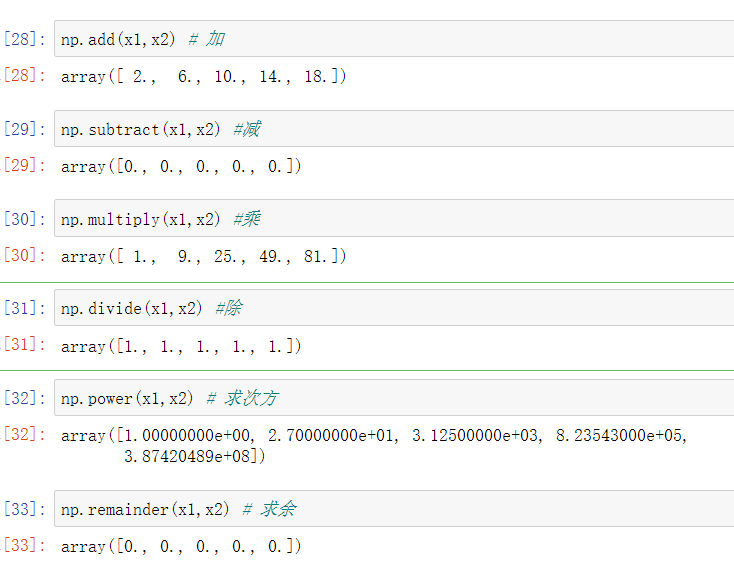 [28]: np.add(x1,x2) # 加
[28]: array([ 2.,  6., 10., 14., 18.])
[29]: np.subtract(x1,x2) #减
[29]: array([0., 0., 0., 0., 0.])
[30]: np.multiply(x1,x2) #乘
[30]: array([ 1.,  9., 25., 49., 81.])
[31]: np.divide(x1,x2) #除
[31]: array([1., 1., 1., 1., 1.])
[32]: np.power(x1,x2) # 求次方
[32]: array([1.00000000e+00, 2.70000000e+01, 3.12500000e+03, 8.23543000e+05,
3.87420489e+08])
[33]: np.remainder(x1,x2) # 求余
[33]: array([0., 0., 0., 0., 0.])